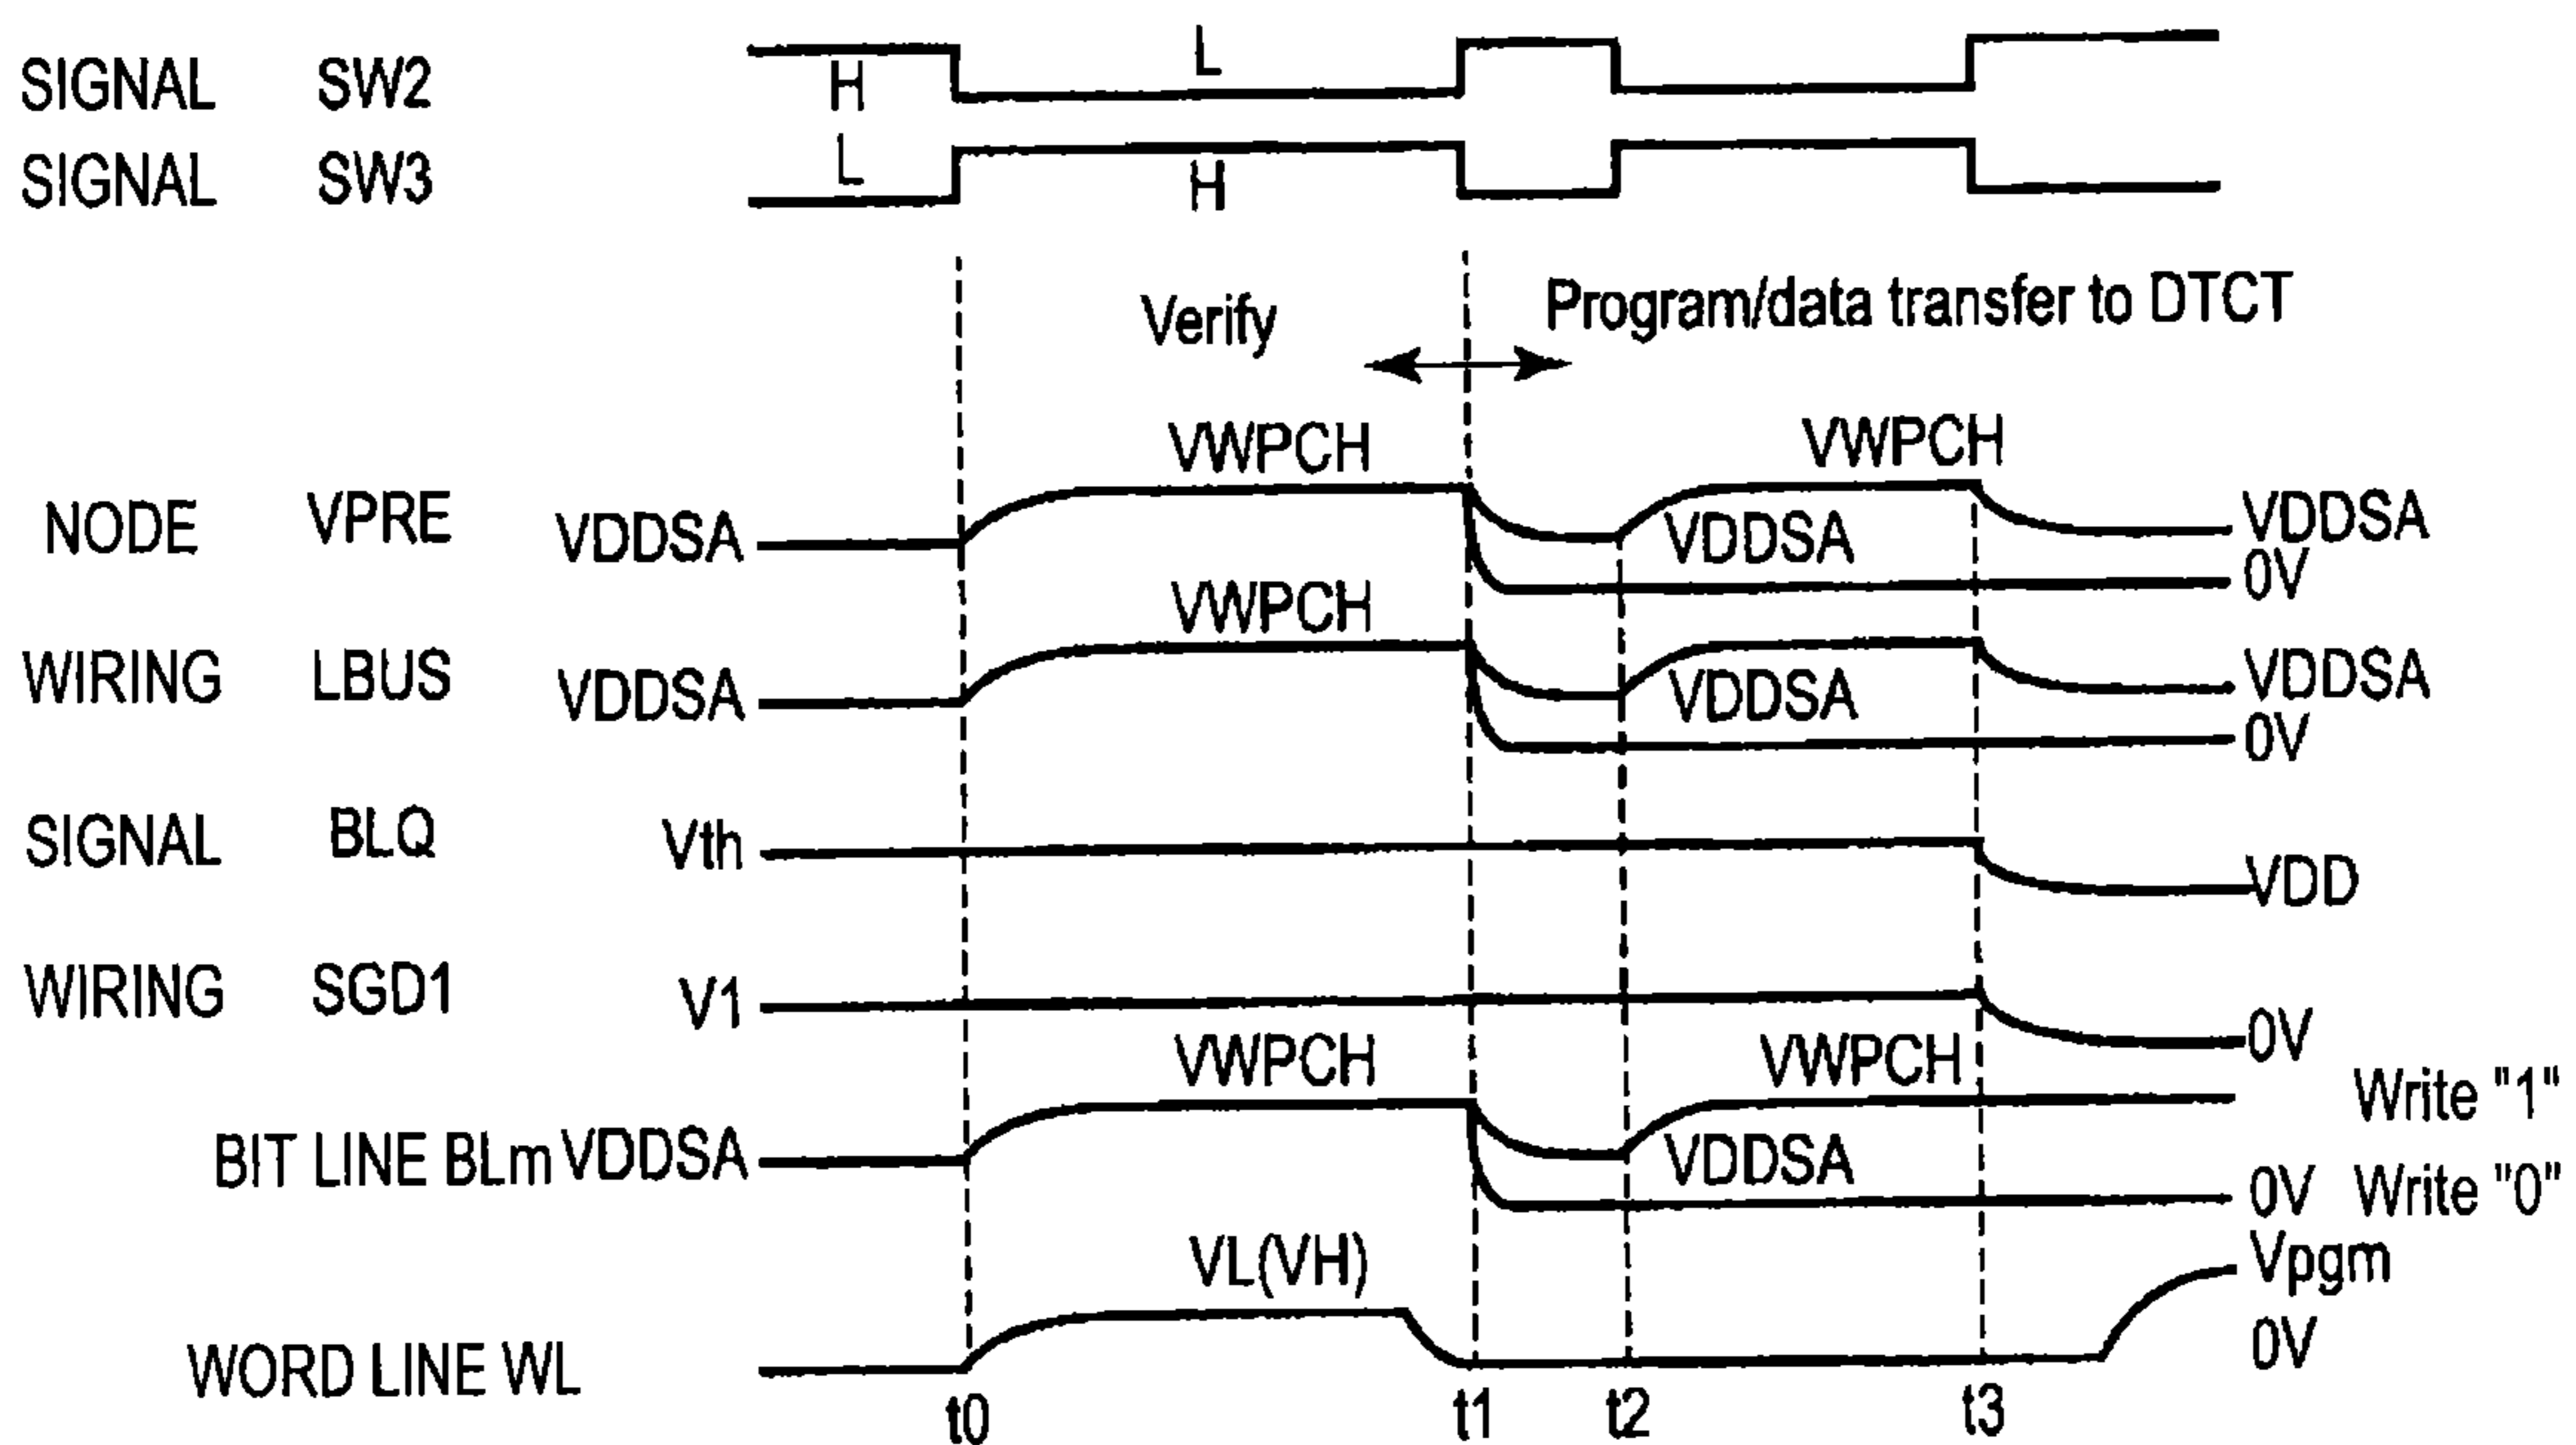 SIGNAL SW2 H L
SIGNAL SW3 L H
Verify Program/data transfer to DTCT
VWPCH VWPCH
NODE VPRE VDDSA VDDSA VDDSA
0V
VWPCH
WIRING LBUS VDDSA VDDSA VDDSA
0V
SIGNAL BLQ Vth VDD
WIRING SGD1 V1 0V
VWPCH VWPCH Write "1"
BIT LINE BLm VDDSA VDDSA 0V Write "0"
VL(VH) Vpgm
WORD LINE WL 0V
t0 t1 t2 t3